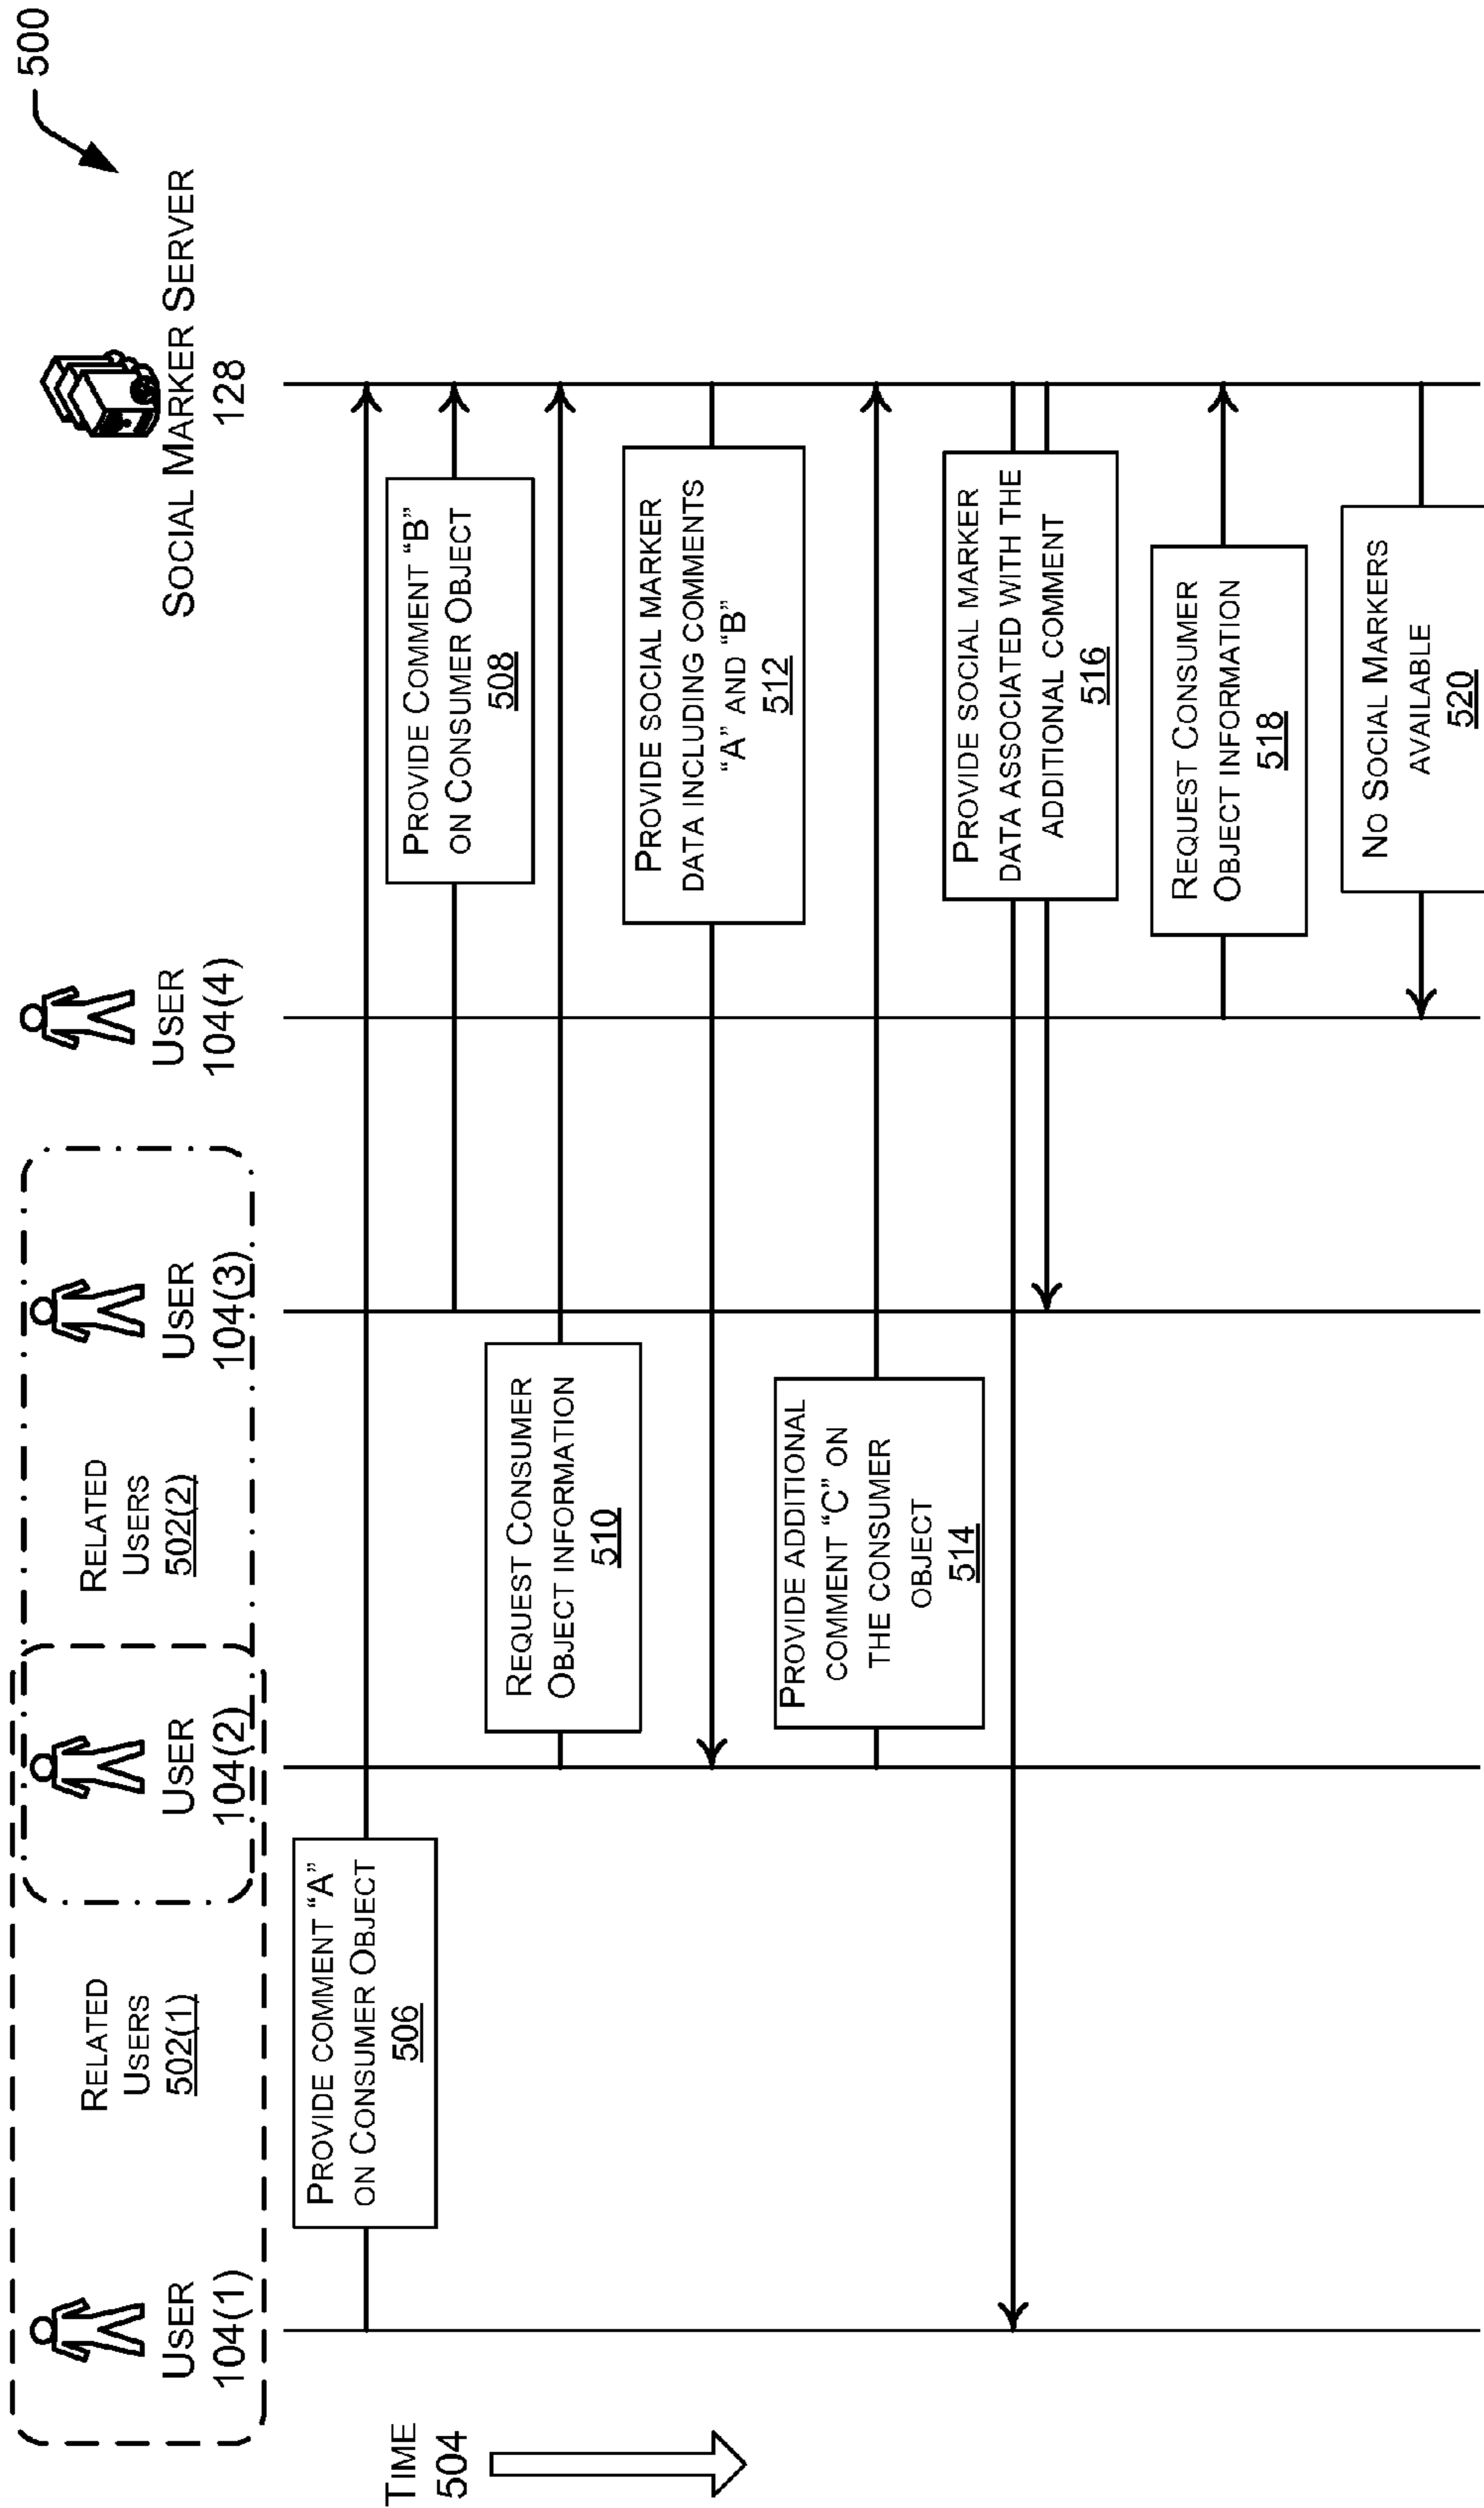 500
RELATED
USERS
502(1)
RELATED
USERS
502(2)
USER
104(1)
USER
104(2)
USER
104(3)
USER
104(4)
SOCIAL MARKER SERVER
128
TIME
504
PROVIDE COMMENT “A”
ON CONSUMER OBJECT
506
PROVIDE COMMENT “B”
ON CONSUMER OBJECT
508
REQUEST CONSUMER
OBJECT INFORMATION
510
PROVIDE SOCIAL MARKER
DATA INCLUDING COMMENTS
“A” AND “B”
512
PROVIDE ADDITIONAL
COMMENT “C” ON
THE CONSUMER
OBJECT
514
PROVIDE SOCIAL MARKER
DATA ASSOCIATED WITH THE
ADDITIONAL COMMENT
516
REQUEST CONSUMER
OBJECT INFORMATION
518
NO SOCIAL MARKERS
AVAILABLE
520